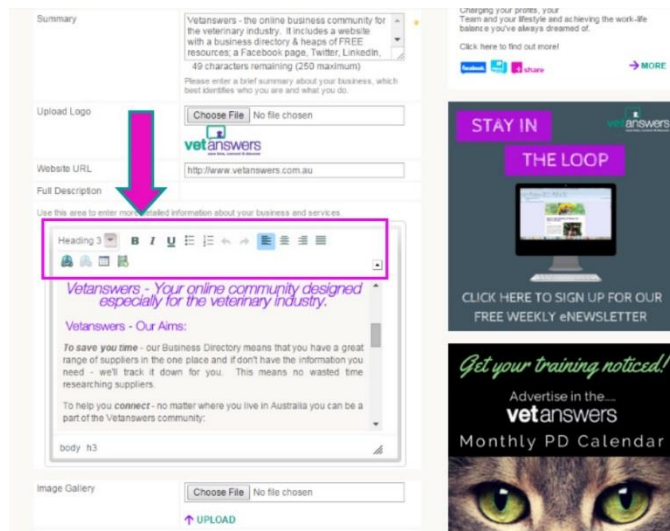 Summary
Vetanswers - the online business community for
the veterinary industry. It includes a website
with a business directory & heaps of FREE
resources; a Facebook page, Twitter, LinkedIn,
49 characters remaining (250 maximum)
Please enter a brief summary about your business, which
best identifies who you are and what you do.
Upload Logo
Choose File No file chosen
vetanswers
Website URL
http://www.vetanswers.com.au
Full Description
Use this area to enter more detailed information about your business and services.
Heading 3 B I U
Vetanswers - Your online community designed
especially for the veterinary industry.
Vetanswers - Our Aims:
To save you time - our Business Directory means that you have a great
range of suppliers in the one place and if don't have the information you
need - we'll track it down for you. This means no wasted time
researching suppliers.
To help you connect - no matter where you live in Australia you can be a
part of the Vetanswers community:
body h3
Image Gallery
Choose File No file chosen
UPLOAD
Charging your profits, your
Team and your lifestyle and achieving the work-life
balance you've always dreamed of.
Click here to find out more!
facebook
share
MORE
STAY IN
vetanswers
THE LOOP
CLICK HERE TO SIGN UP FOR OUR
FREE WEEKLY eNEWSLETTER
Get your training noticed!
Advertise in the....
vetanswers
Monthly PD Calendar